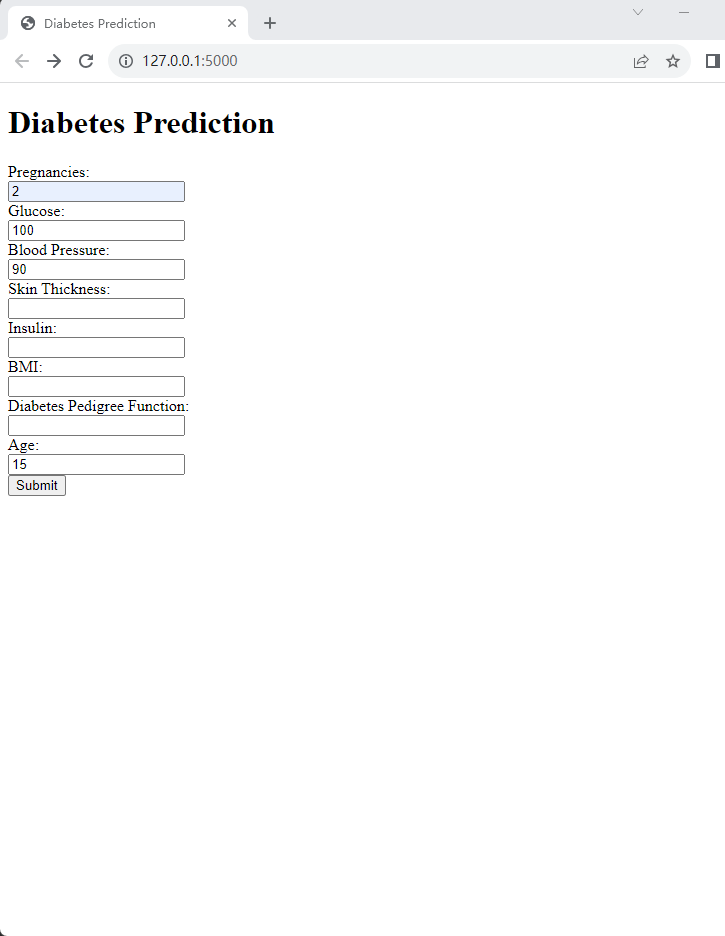 Diabetes Prediction
127.0.0.1:5000
Diabetes Prediction
Pregnancies:
2
Glucose:
100
Blood Pressure:
90
Skin Thickness:
Insulin:
BMI:
Diabetes Pedigree Function:
Age:
15
Submit